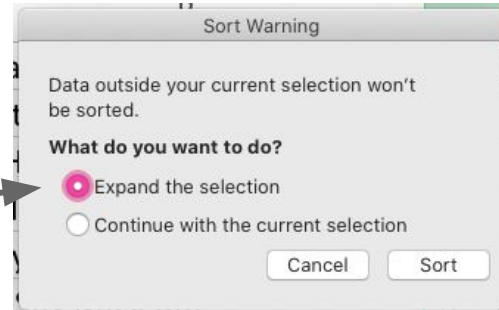 Sort Warning
Data outside your current selection won't
be sorted.
What do you want to do?
Expand the selection
Continue with the current selection
Cancel Sort